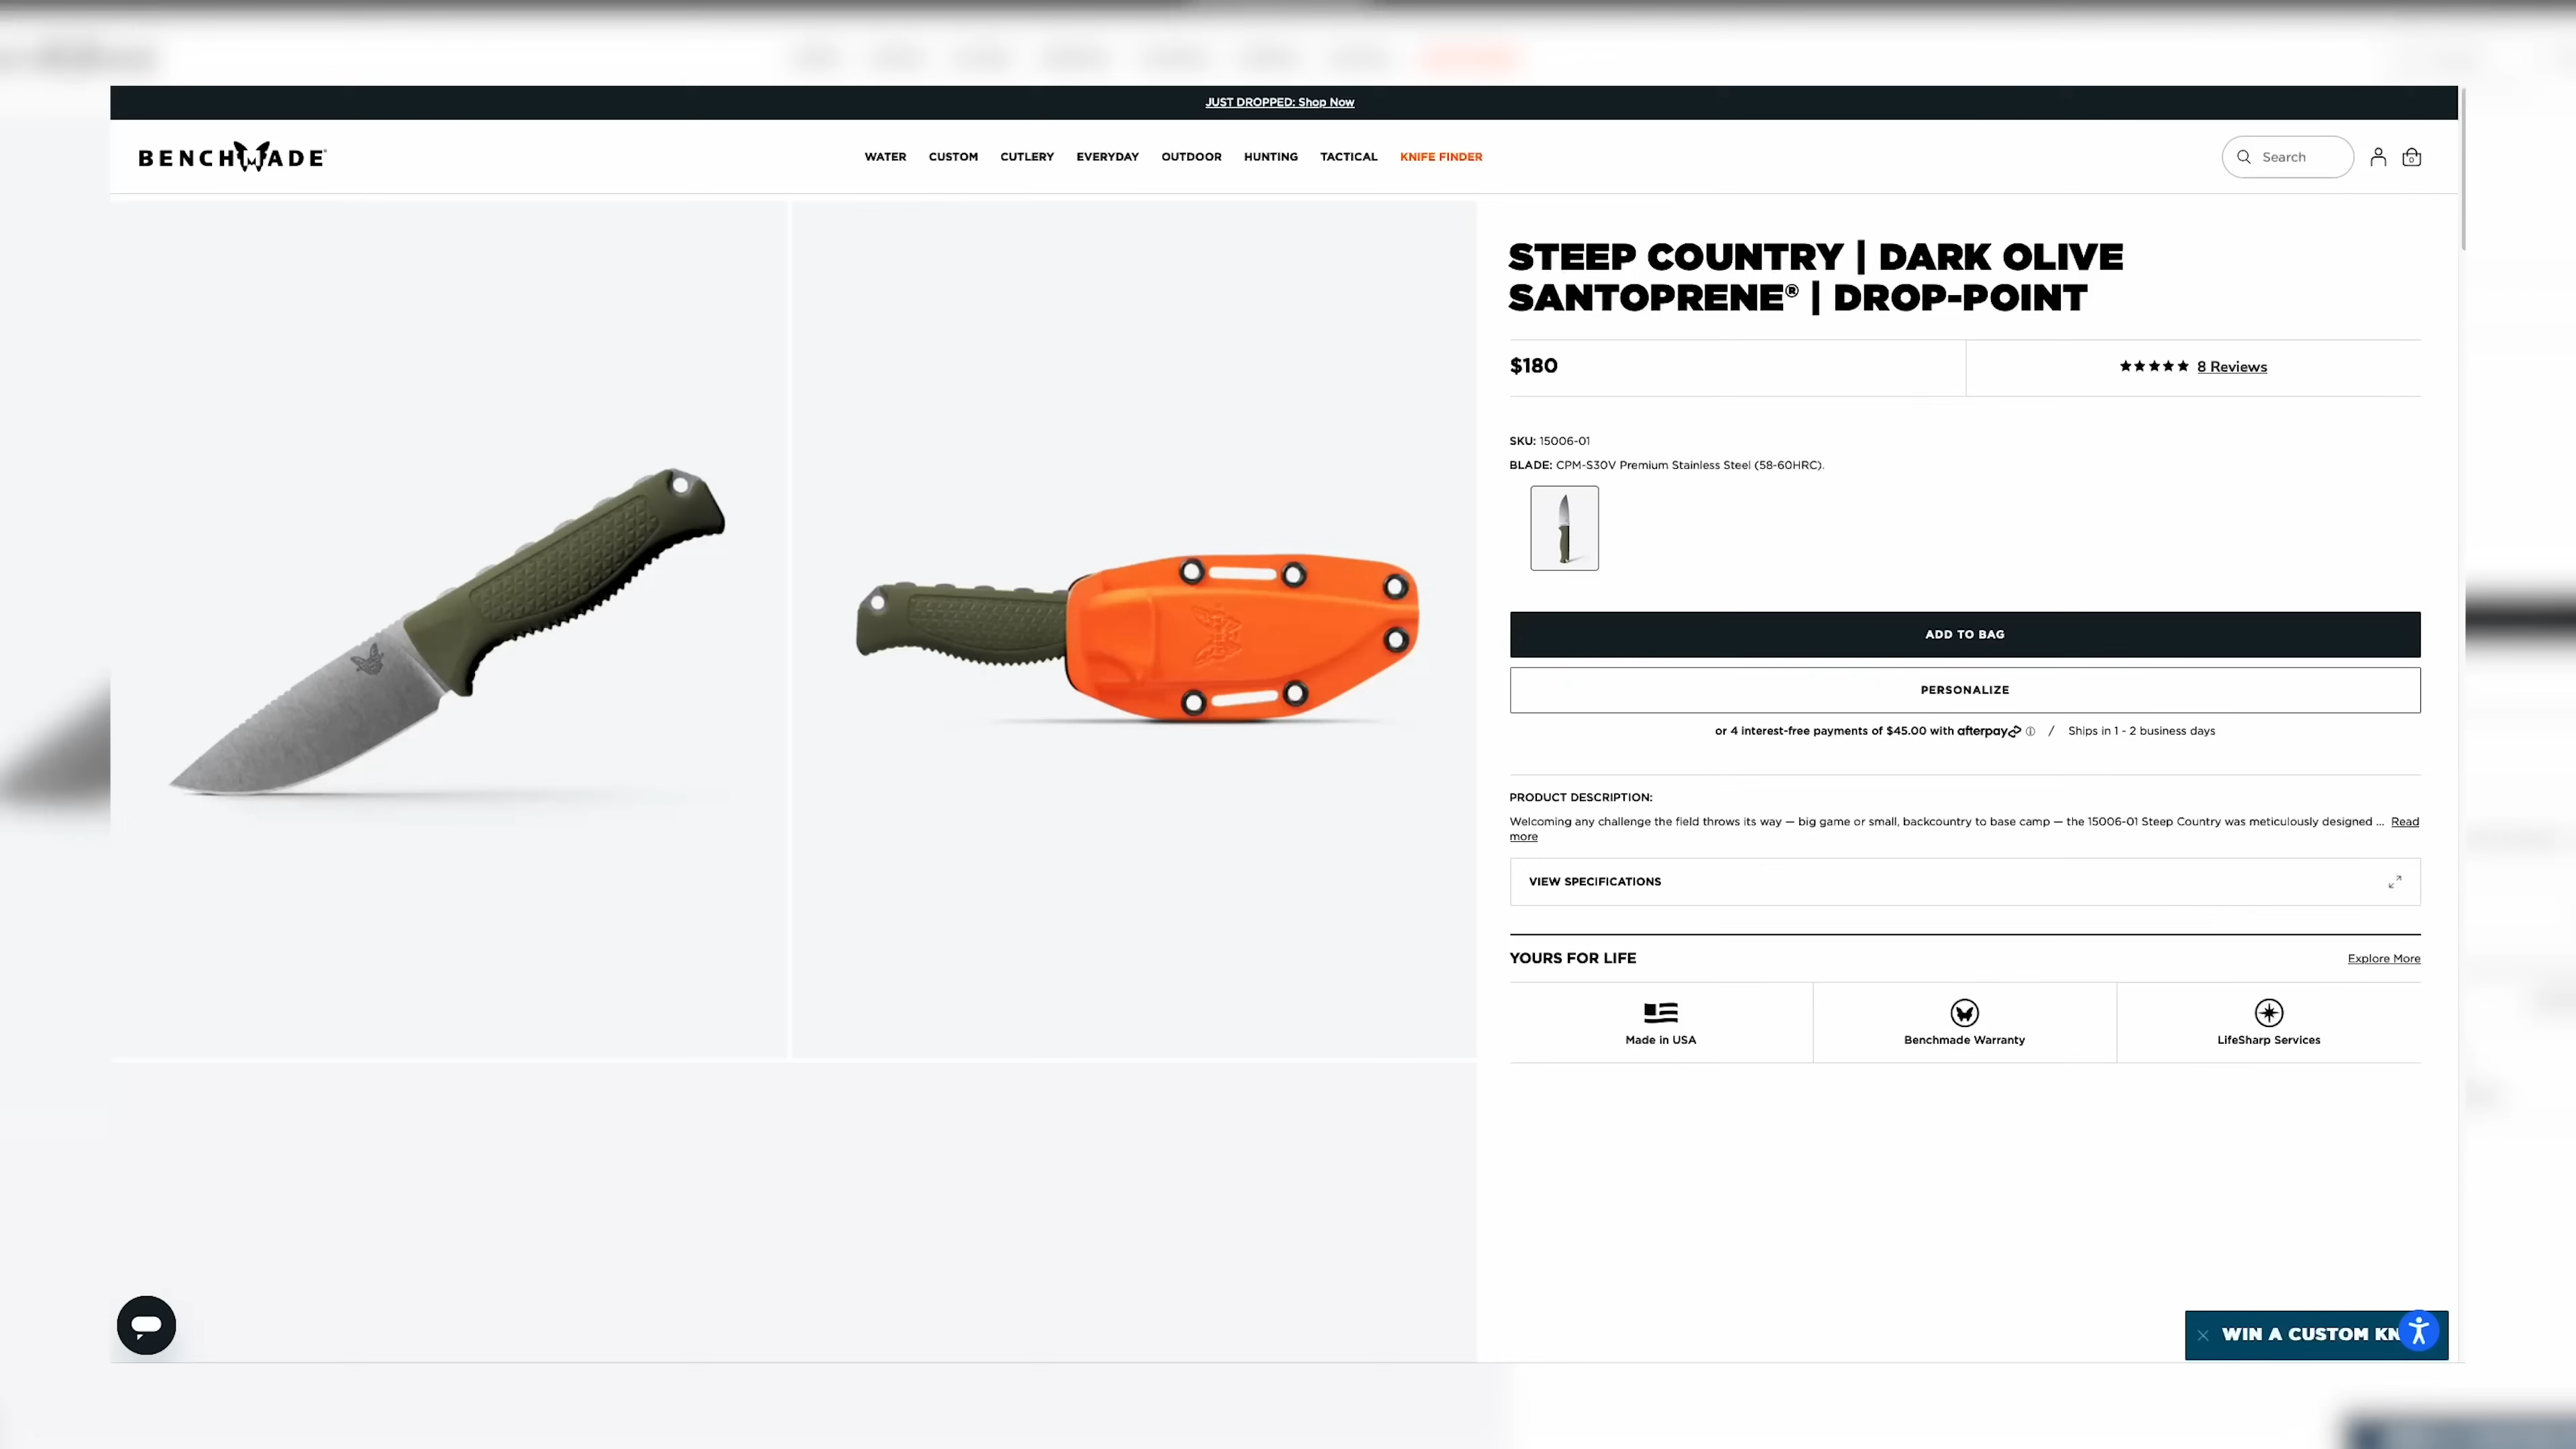 JUST DROPPED: Shop Now
BENCHMADE®
WATER CUSTOM CUTLERY EVERYDAY OUTDOOR HUNTING TACTICAL KNIFE FINDER
Search
0
STEEP COUNTRY | DARK OLIVE
SANTOPRENE® | DROP-POINT
$180
★★★★★ 8 Reviews
SKU: 15006-01
BLADE: CPM-S30V Premium Stainless Steel (58-60HRC).
ADD TO BAG
PERSONALIZE
or 4 interest-free payments of $45.00 with afterpay ⓘ / Ships in 1 - 2 business days
PRODUCT DESCRIPTION:
Welcoming any challenge the field throws its way — big game or small, backcountry to base camp — the 15006-01 Steep Country was meticulously designed ... Read
more
VIEW SPECIFICATIONS
YOURS FOR LIFE
Explore More
Made in USA
Benchmade Warranty
LifeSharp Services
WIN A CUSTOM KN